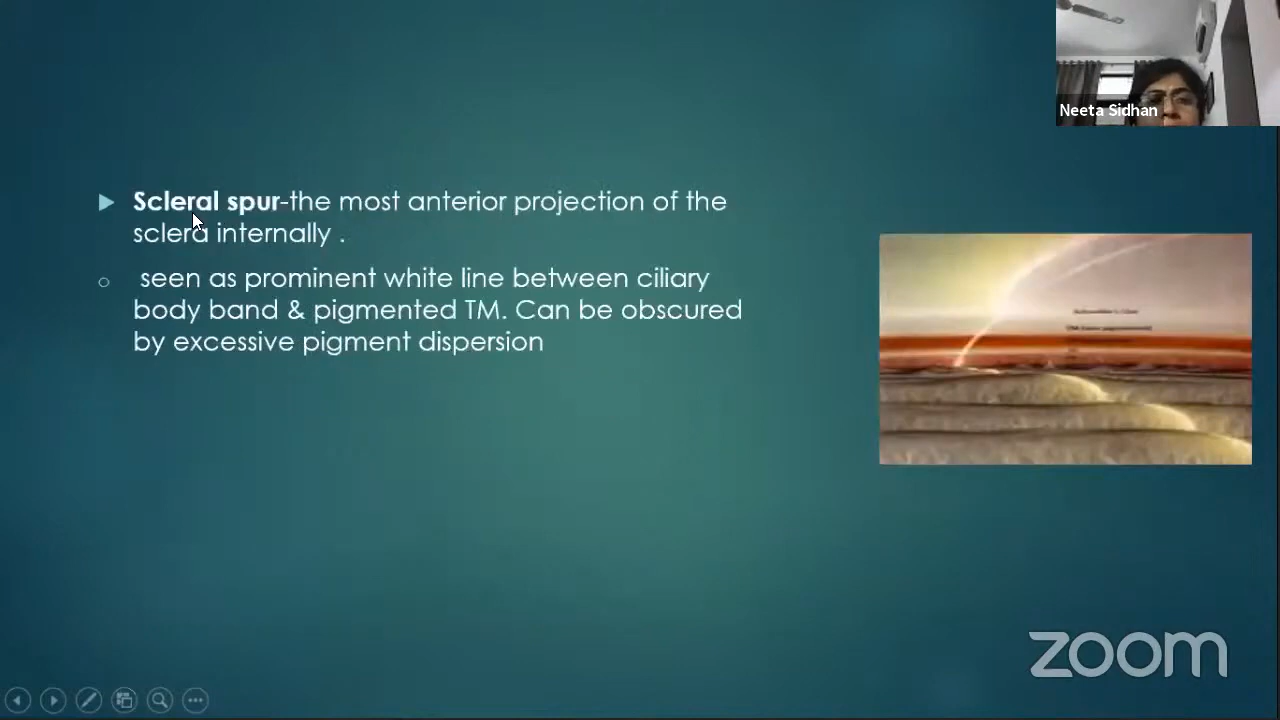 Neeta Sidhan
Scleral spur-the most anterior projection of the
sclera internally .
seen as prominent white line between ciliary
body band & pigmented TM. Can be obscured
by excessive pigment dispersion
zoom